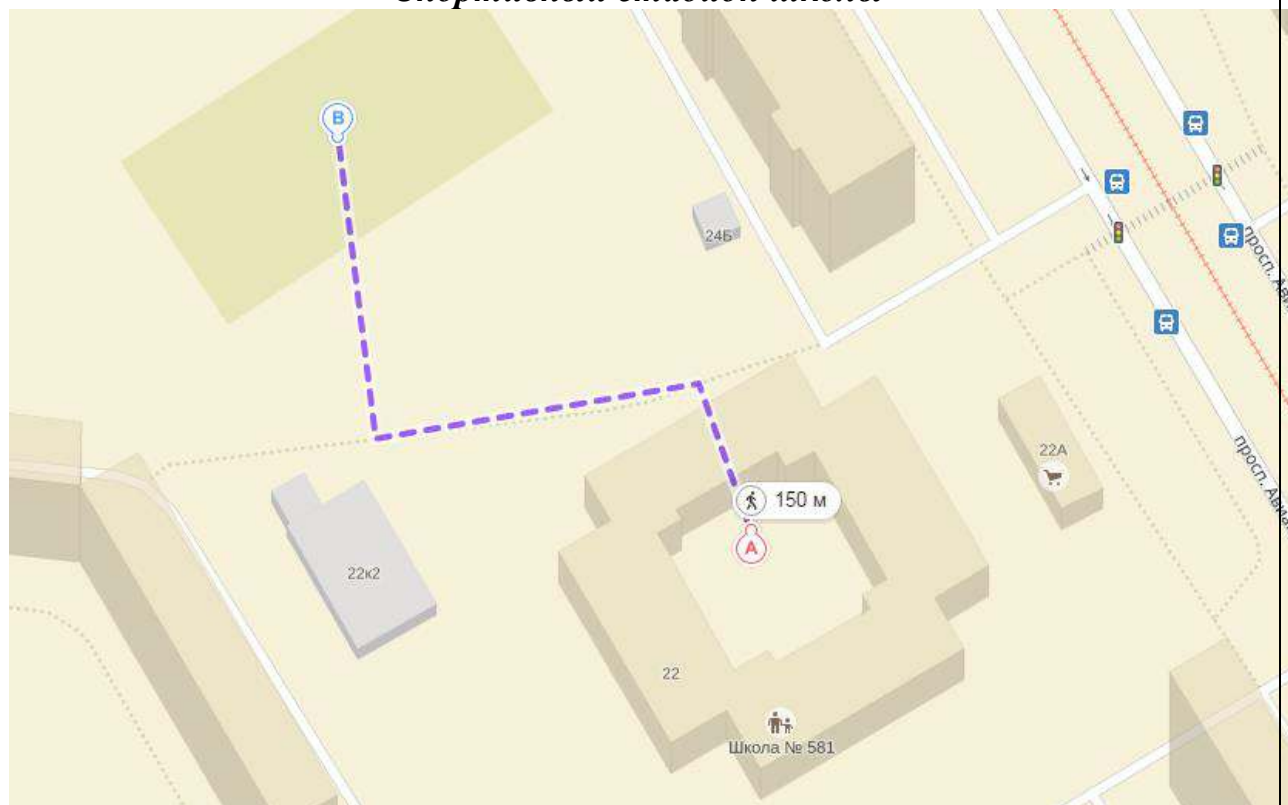 B
24Б
просп. Ави
22А
150 м
А
просп. Авиа
22к2
22
Школа № 581